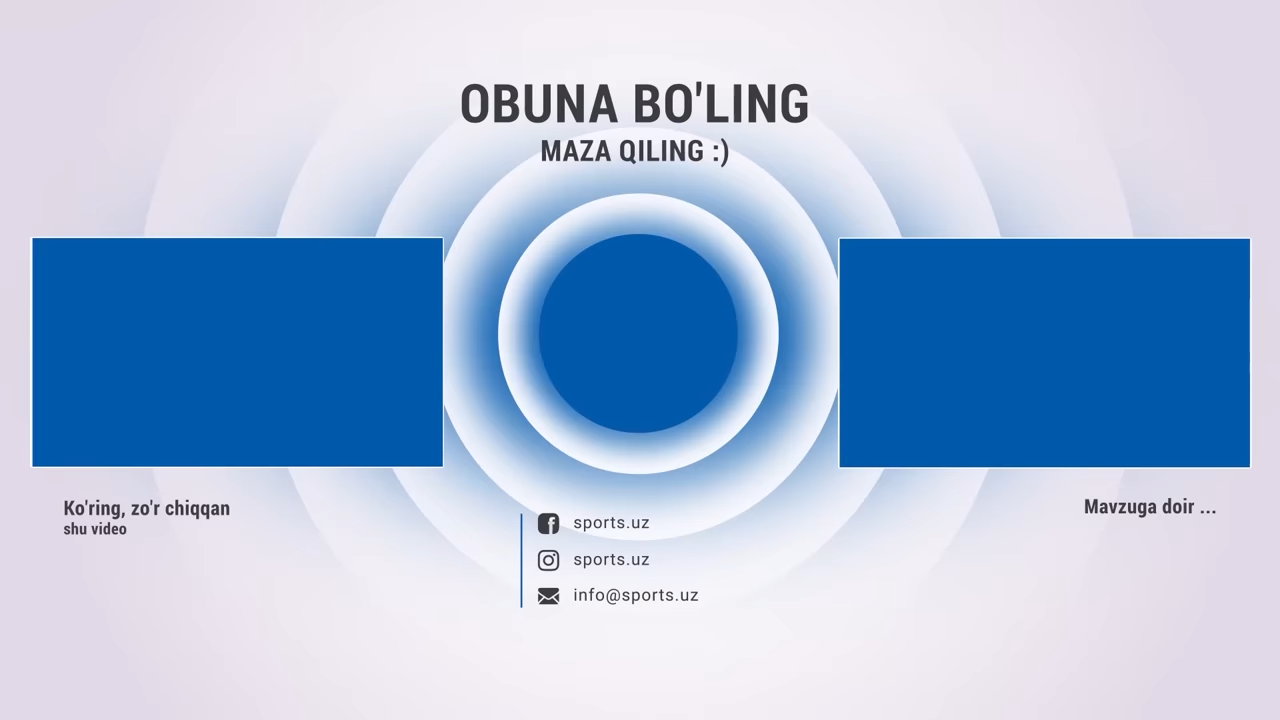 OBUNA BO'LING
MAZA QILING :)
Ko'ring, zo'r chiqqan
shu video
Mavzuga doir ...
sports.uz
sports.uz
info@sports.uz